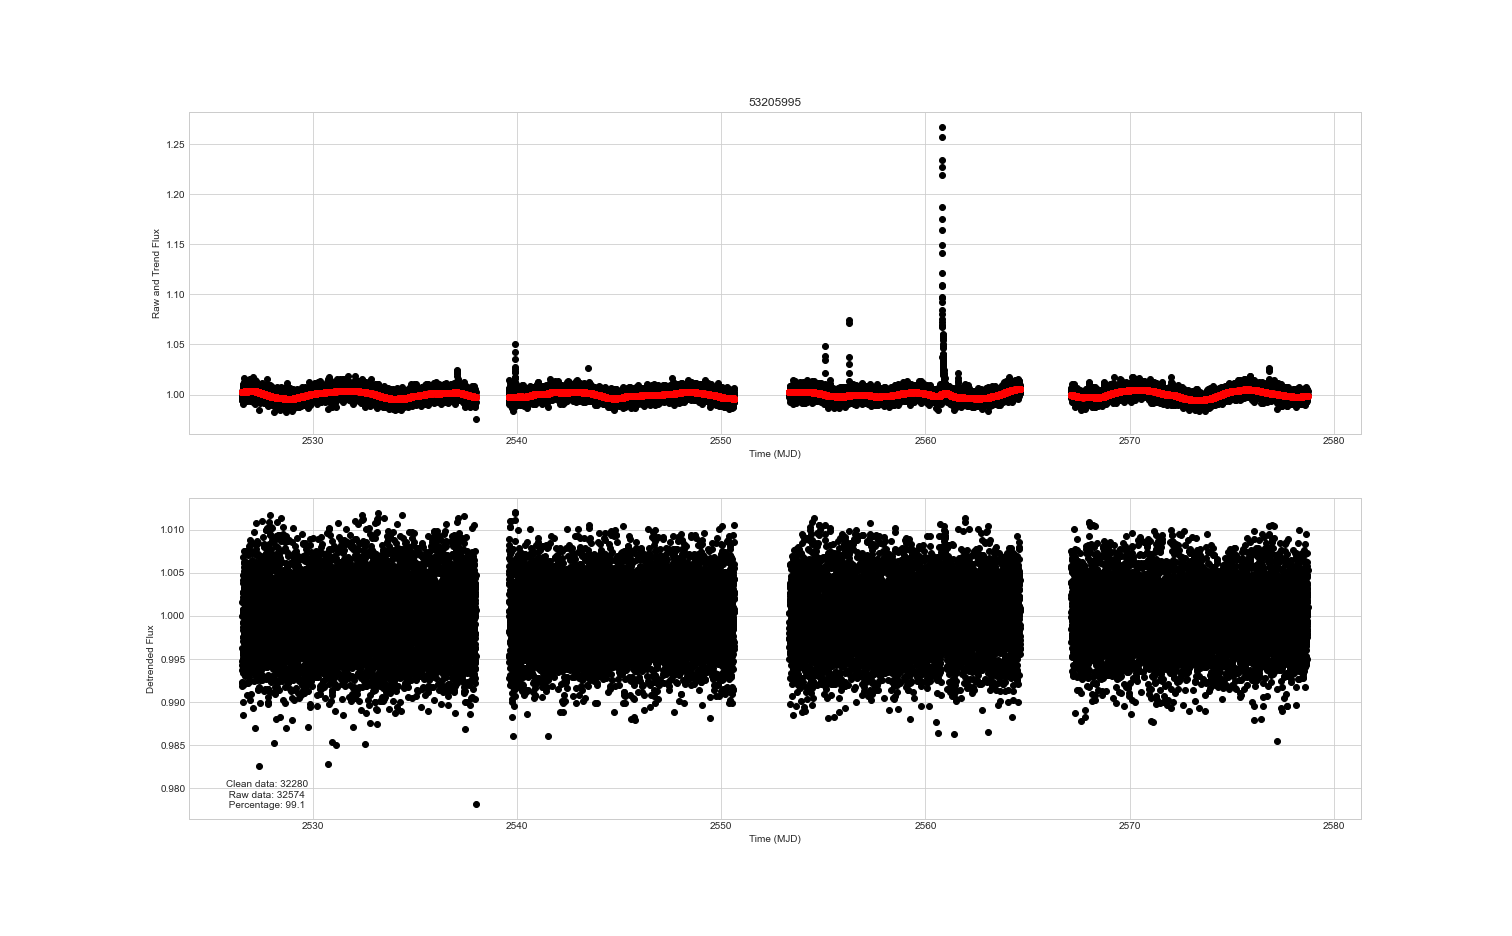 53205995
1.25
1.20
1.15
1.10
1.05
1.00
Raw and Trend Flux
2530 2540 2550 2560 2570 2580
Time (MJD)
1.010
1.005
1.000
0.995
0.990
0.985
0.980
Detrended Flux
Clean data: 32280
Raw data: 32574
Percentage: 99.1
2530 2540 2550 2560 2570 2580
Time (MJD)